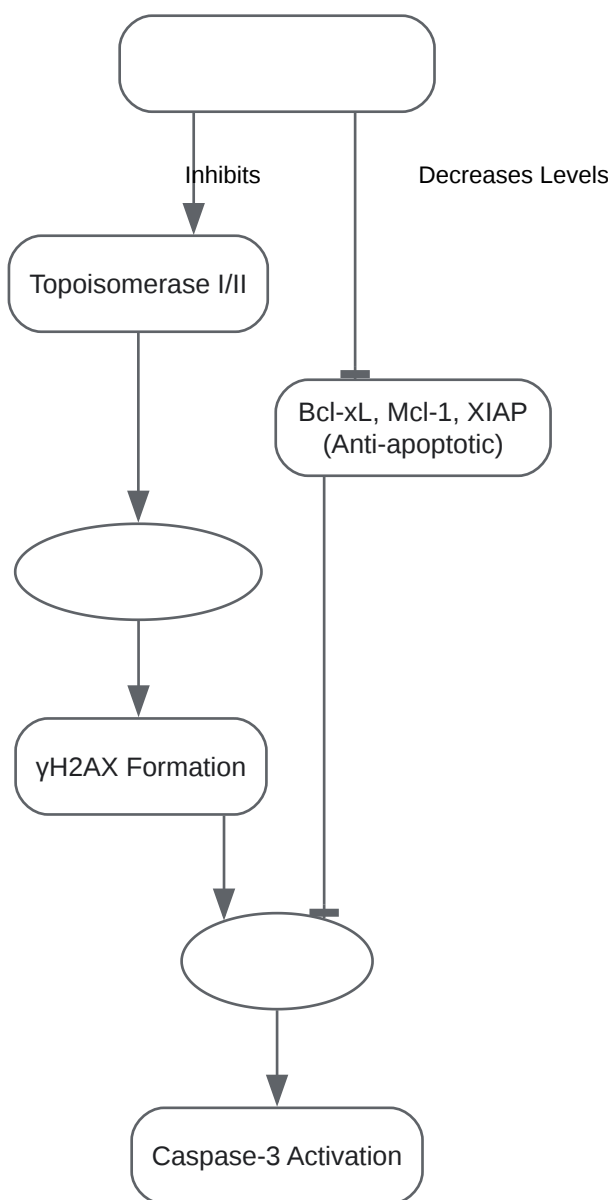 Inhibits
Decreases Levels
Topoisomerase I/II
Bcl-xL, Mcl-1, XIAP
(Anti-apoptotic)
γH2AX Formation
Caspase-3 Activation